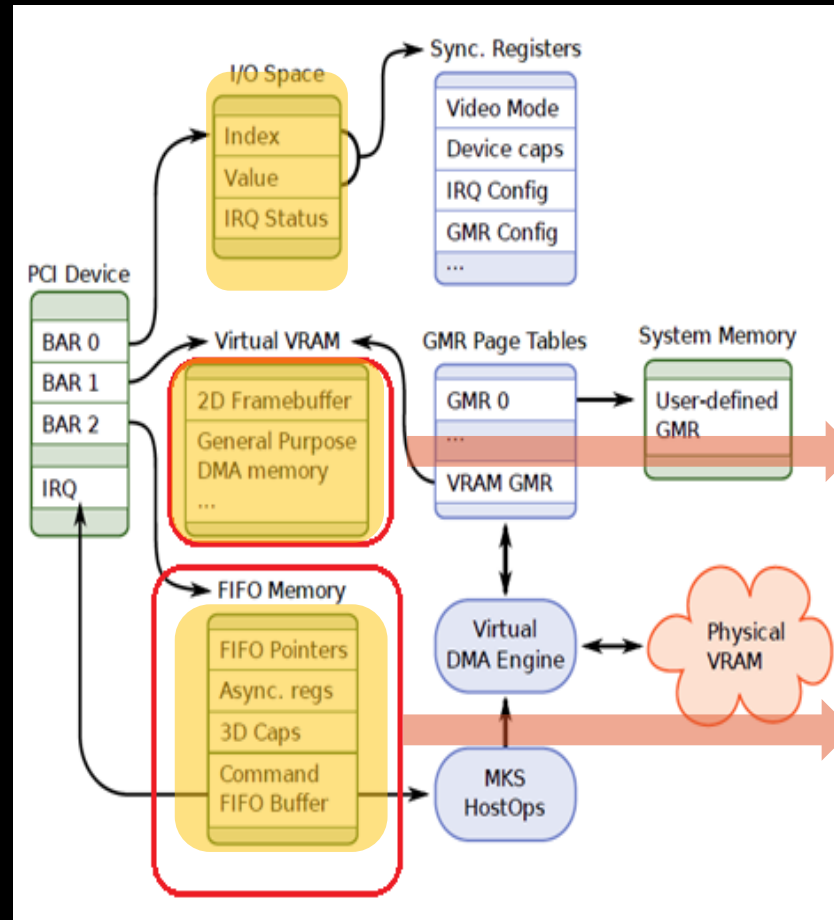 Sync. Registers
I/O Space
Video Mode
Device caps
IRQ Config
GMR Config
...
Index
Value
IRQ Status
PCI Device
BAR 0
BAR 1
BAR 2
IRQ
Virtual VRAM
2D Framebuffer
General Purpose
DMA memory
...
GMR Page Tables
GMR 0
...
VRAM GMR
System Memory
User-defined
GMR
FIFO Memory
FIFO Pointers
Async. regs
3D Caps
Command
FIFO Buffer
Virtual
DMA Engine
Physical
VRAM
MKS
HostOps